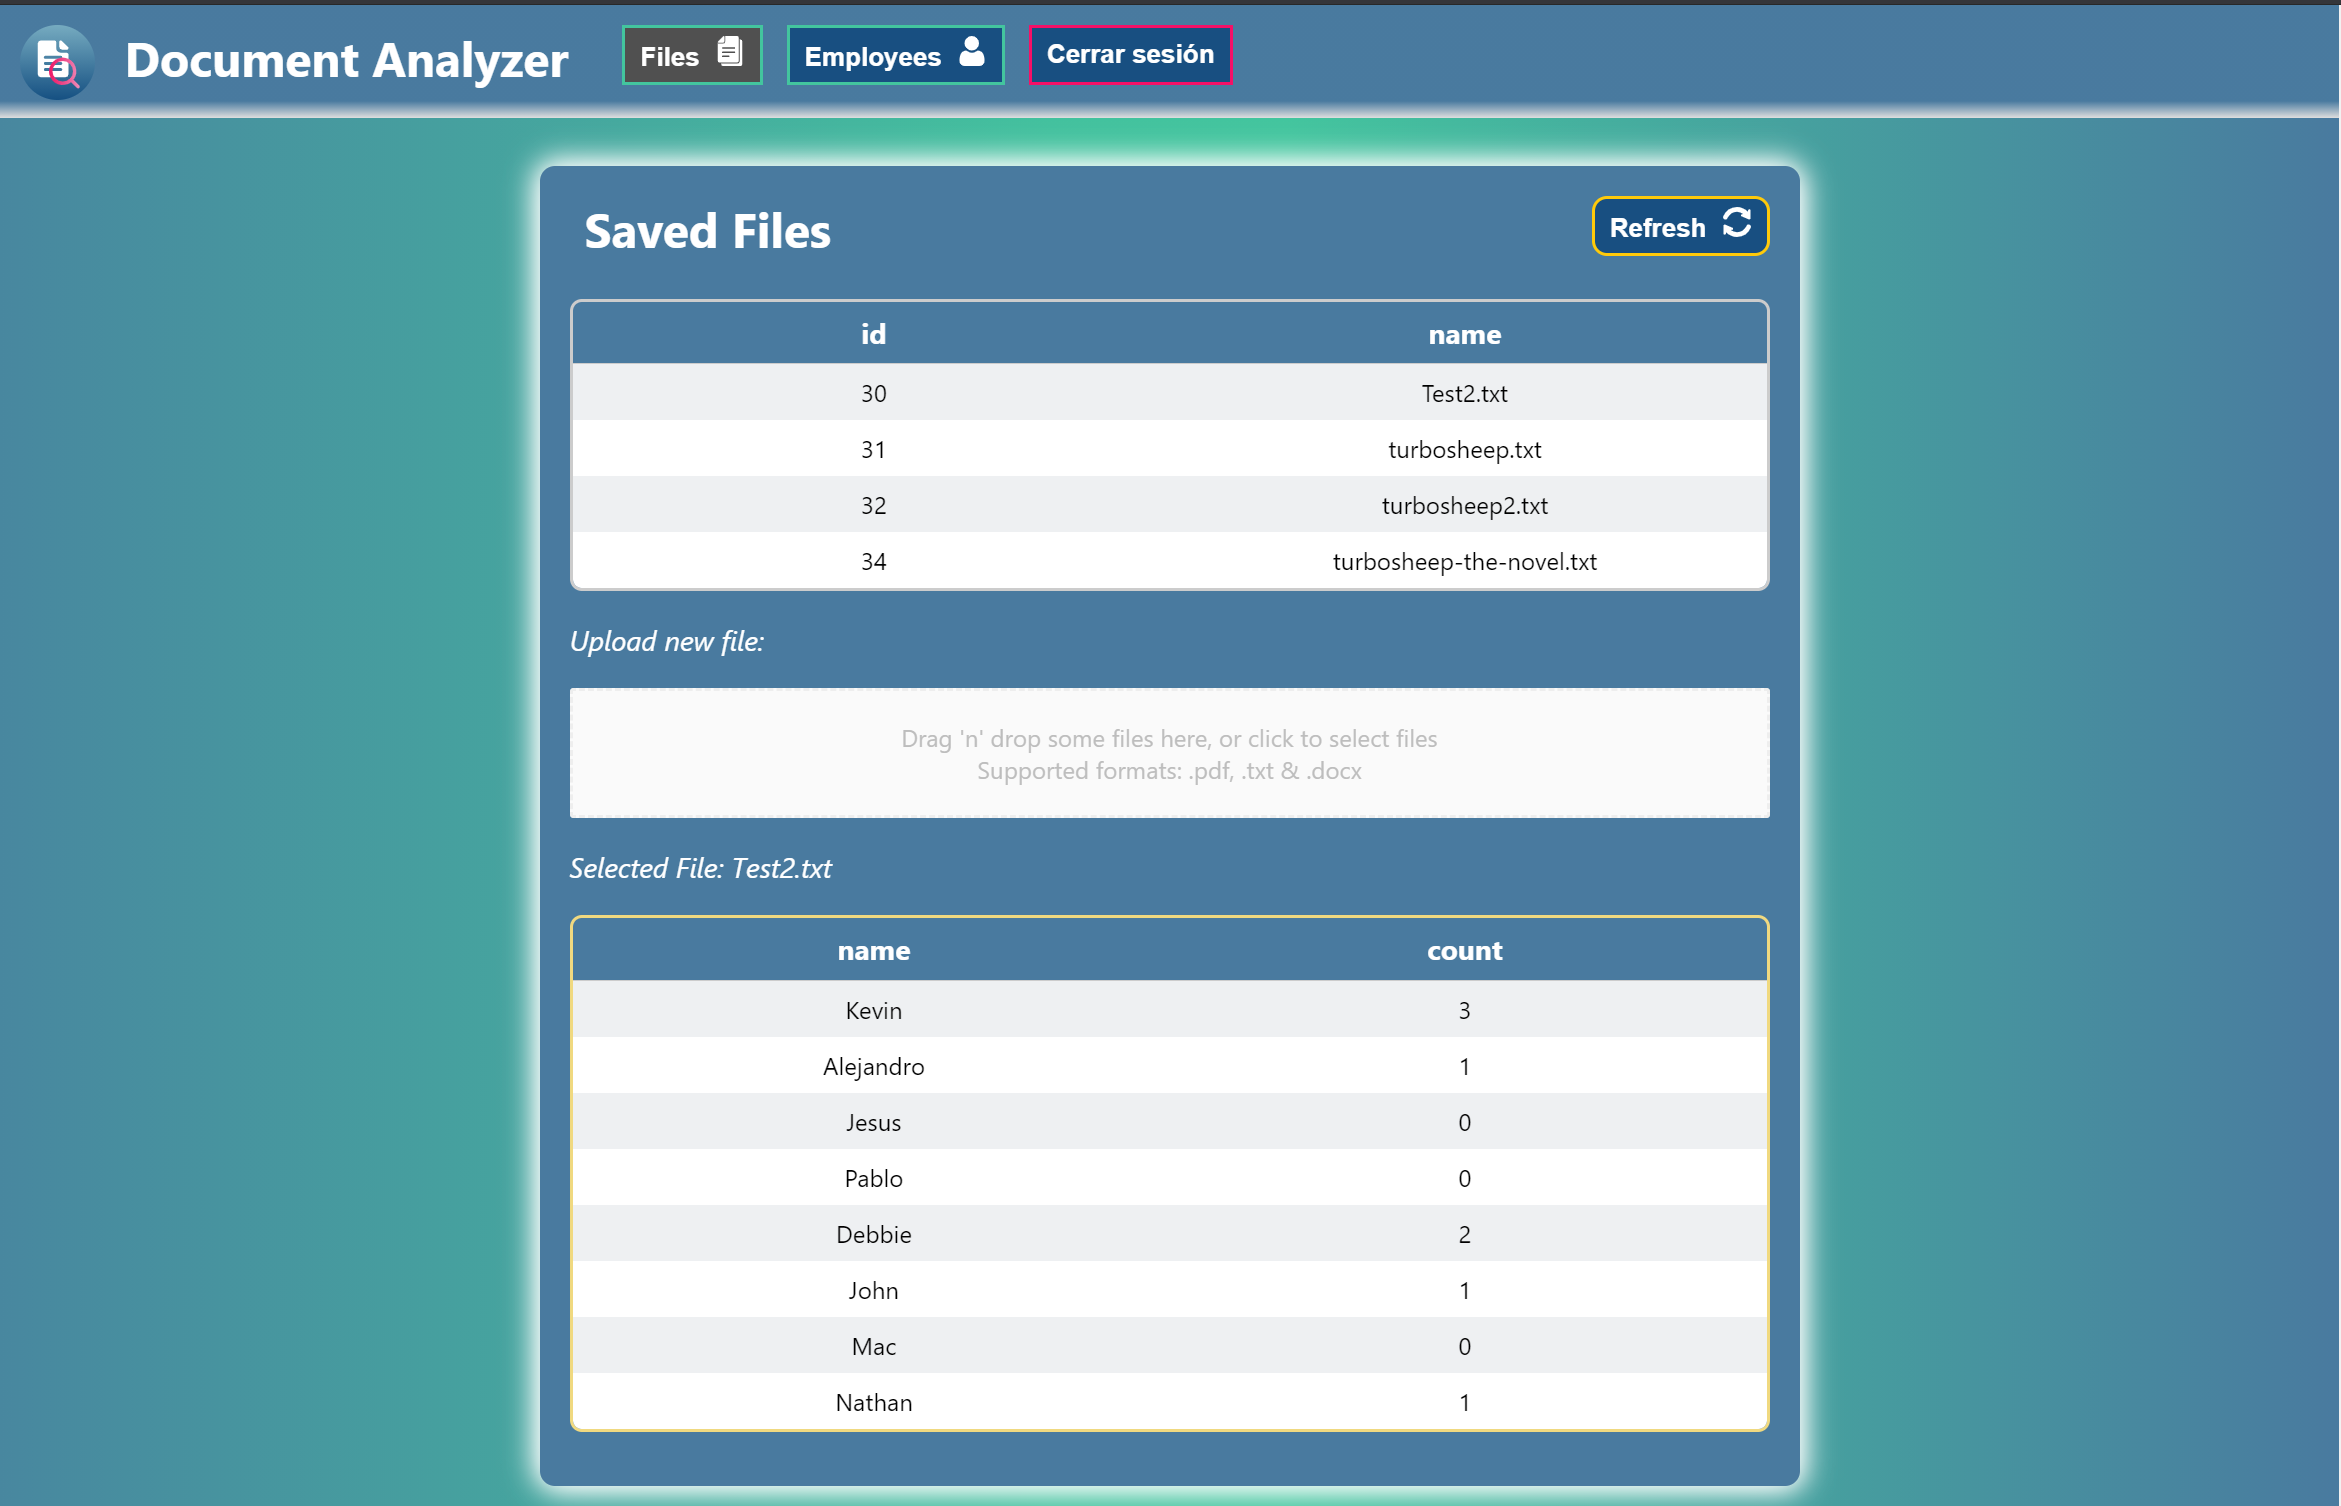 Document Analyzer Files Employees Cerrar sesión
Saved Files Refresh
id name
30 Test2.txt
31 turbosheep.txt
32 turbosheep2.txt
34 turbosheep-the-novel.txt
Upload new file:
Drag 'n' drop some files here, or click to select files
Supported formats: .pdf, .txt & .docx
Selected File: Test2.txt
name count
Kevin 3
Alejandro 1
Jesus 0
Pablo 0
Debbie 2
John 1
Mac 0
Nathan 1